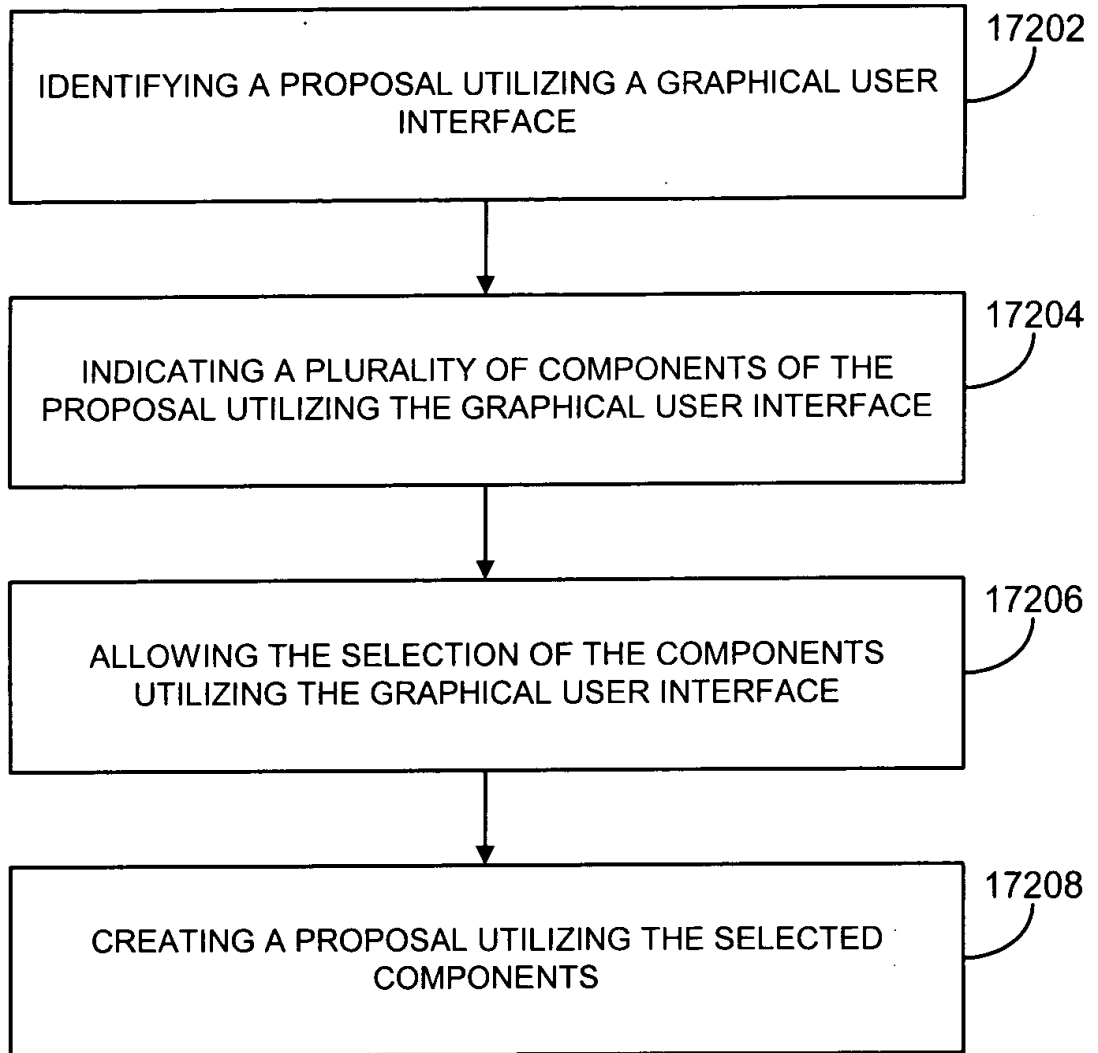 17202
IDENTIFYING A PROPOSAL UTILIZING A GRAPHICAL USER
INTERFACE
17204
INDICATING A PLURALITY OF COMPONENTS OF THE
PROPOSAL UTILIZING THE GRAPHICAL USER INTERFACE
17206
ALLOWING THE SELECTION OF THE COMPONENTS
UTILIZING THE GRAPHICAL USER INTERFACE
17208
CREATING A PROPOSAL UTILIZING THE SELECTED
COMPONENTS